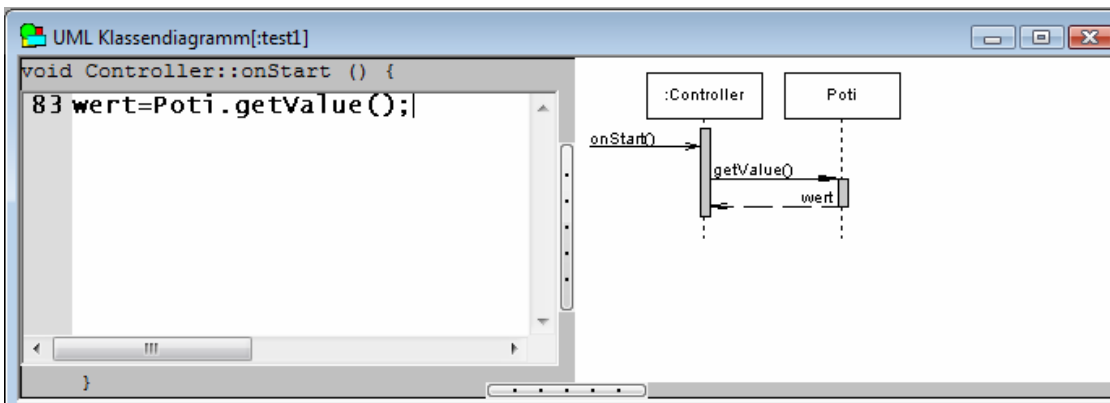 UML Klassendiagramm[:test1]
void Controller::onStart () {
83 wert=Poti.getValue();
}
:Controller
Poti
onStart()
getValue()
wert